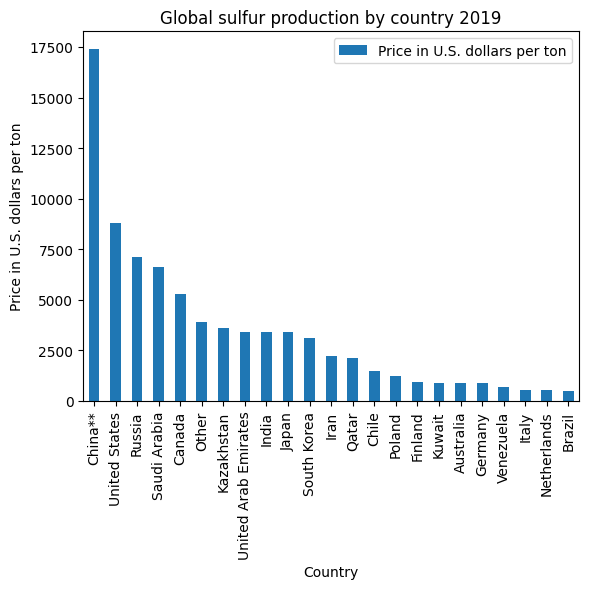 Global sulfur production by country 2019
Price in U.S. dollars per ton
Price in U.S. dollars per ton
17500
15000
12500
10000
7500
5000
2500
0
China**
United States
Russia
Saudi Arabia
Canada
Other
Kazakhstan
United Arab Emirates
India
Japan
South Korea
Iran
Qatar
Chile
Poland
Finland
Kuwait
Australia
Germany
Venezuela
Italy
Netherlands
Brazil
Country